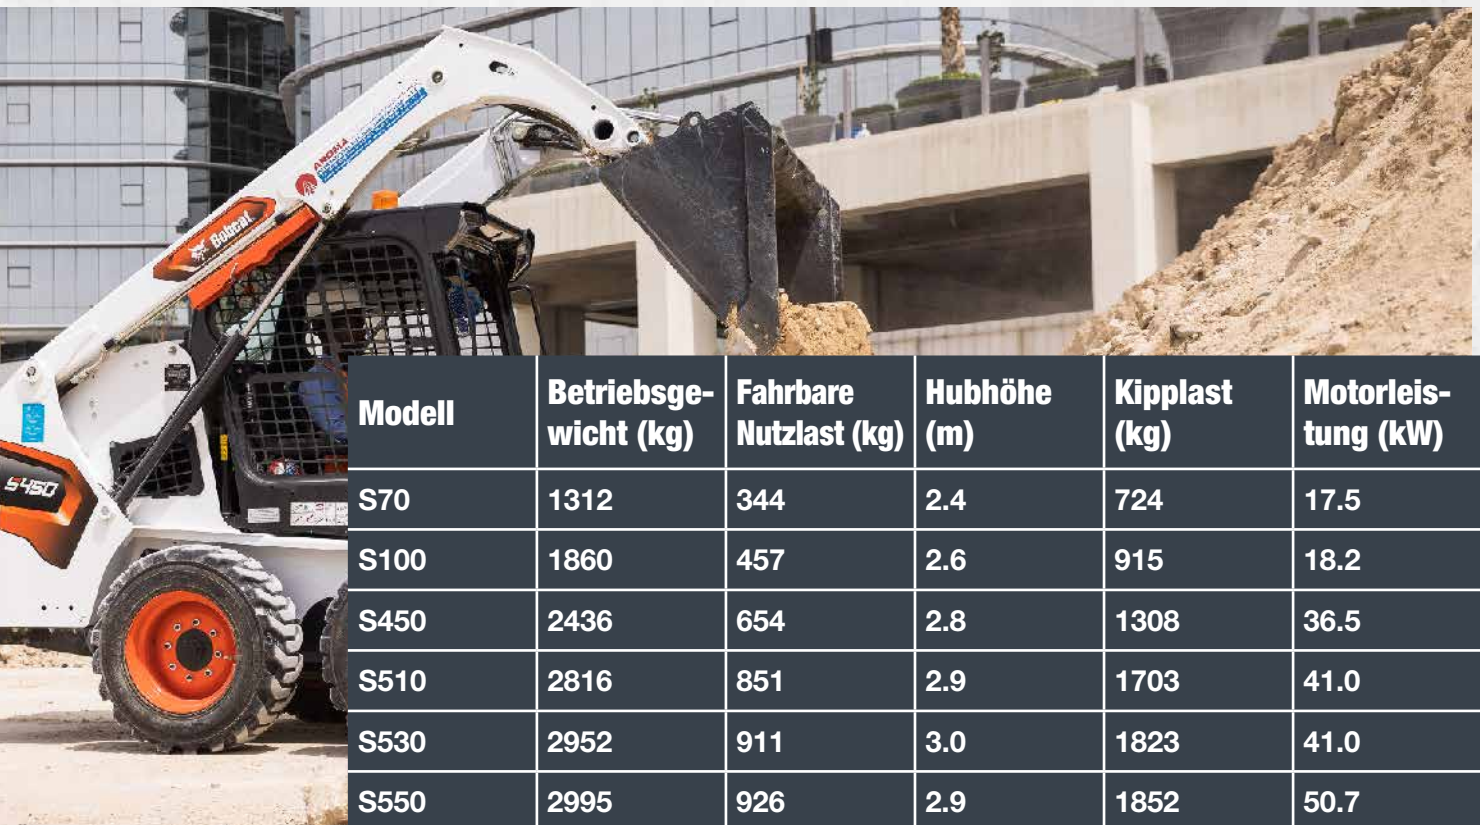 AROMA
Bobcat
S450
Modell Betriebsge-wicht (kg) Fahrbare Nutzlast (kg) Hubhöhe (m) Kipplast (kg) Motorleis-tung (kW)
S70 1312 344 2.4 724 17.5
S100 1860 457 2.6 915 18.2
S450 2436 654 2.8 1308 36.5
S510 2816 851 2.9 1703 41.0
S530 2952 911 3.0 1823 41.0
S550 2995 926 2.9 1852 50.7